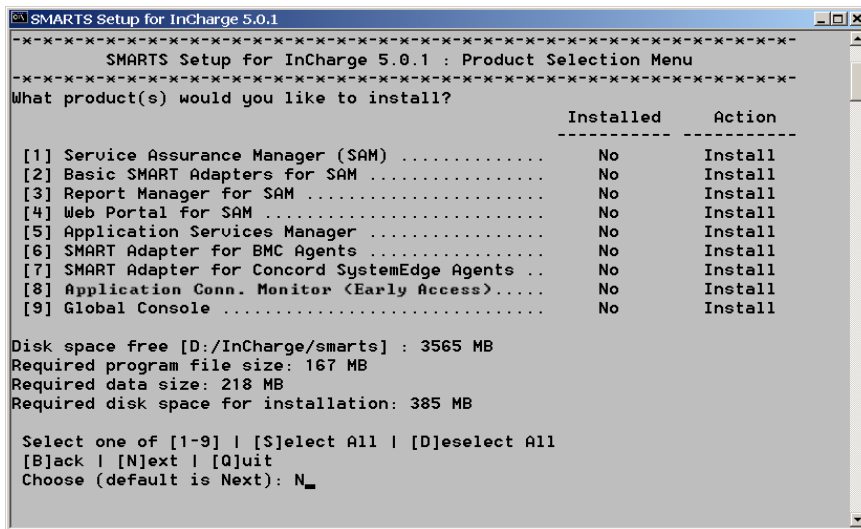 SMARTS Setup for InCharge 5.0.1
-*-*-*-*-*-*-*-*-*-*-*-*-*-*-*-*-*-*-*-*-*-*-*-*-*-*-*-*-*-*-*-*-*-*-*-*-*-
SMARTS Setup for InCharge 5.0.1 : Product Selection Menu
-*-*-*-*-*-*-*-*-*-*-*-*-*-*-*-*-*-*-*-*-*-*-*-*-*-*-*-*-*-*-*-*-*-*-*-*-*-
What product(s) would you like to install?
Installed Action
----------- -----------
[1] Service Assurance Manager (SAM) .............. No Install
[2] Basic SMART Adapters for SAM ................. No Install
[3] Report Manager for SAM ....................... No Install
[4] Web Portal for SAM ........................... No Install
[5] Application Services Manager ................. No Install
[6] SMART Adapter for BMC Agents ................. No Install
[7] SMART Adapter for Concord SystemEdge Agents .. No Install
[8] Application Conn. Monitor (Early Access)..... No Install
[9] Global Console ............................... No Install
Disk space free [D:/InCharge/smarts] : 3565 MB
Required program file size: 167 MB
Required data size: 218 MB
Required disk space for installation: 385 MB
Select one of [1-9] | [S]elect All | [D]eselect All
[B]ack | [N]ext | [Q]uit
Choose (default is Next): N_